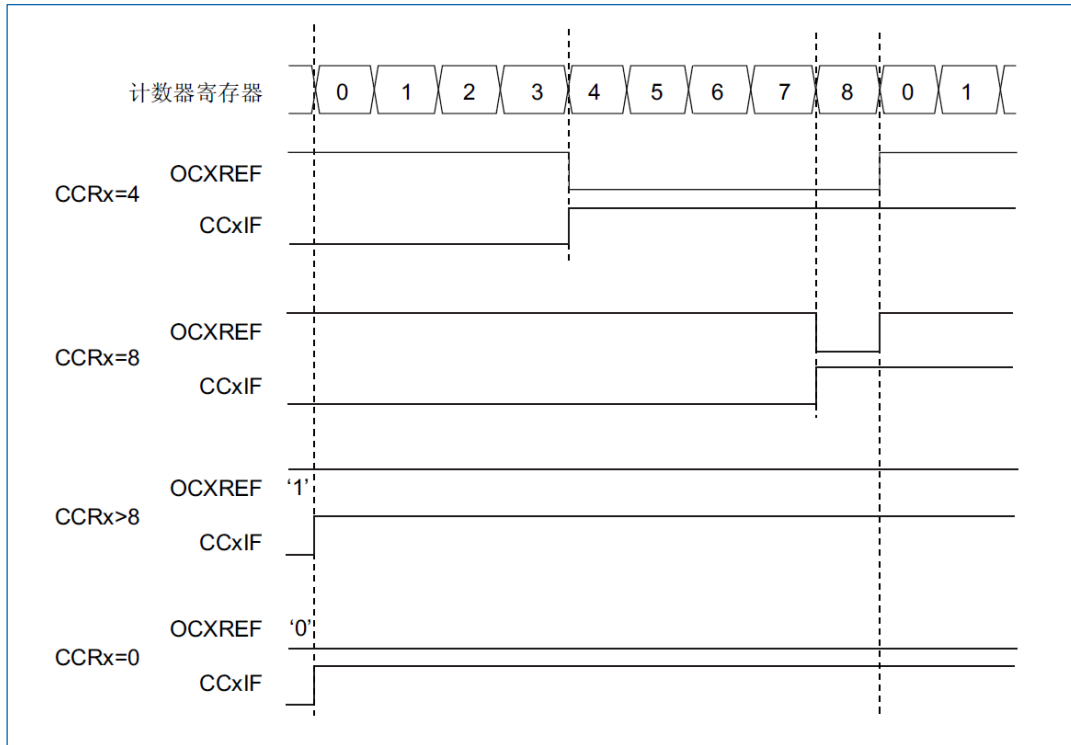 计数器寄存器 0 1 2 3 4 5 6 7 8 0 1
OCXREF
CCRx=4
CCxIF
OCXREF
CCRx=8
CCxIF
OCXREF '1'
CCRx>8
CCxIF
OCXREF '0'
CCRx=0
CCxIF